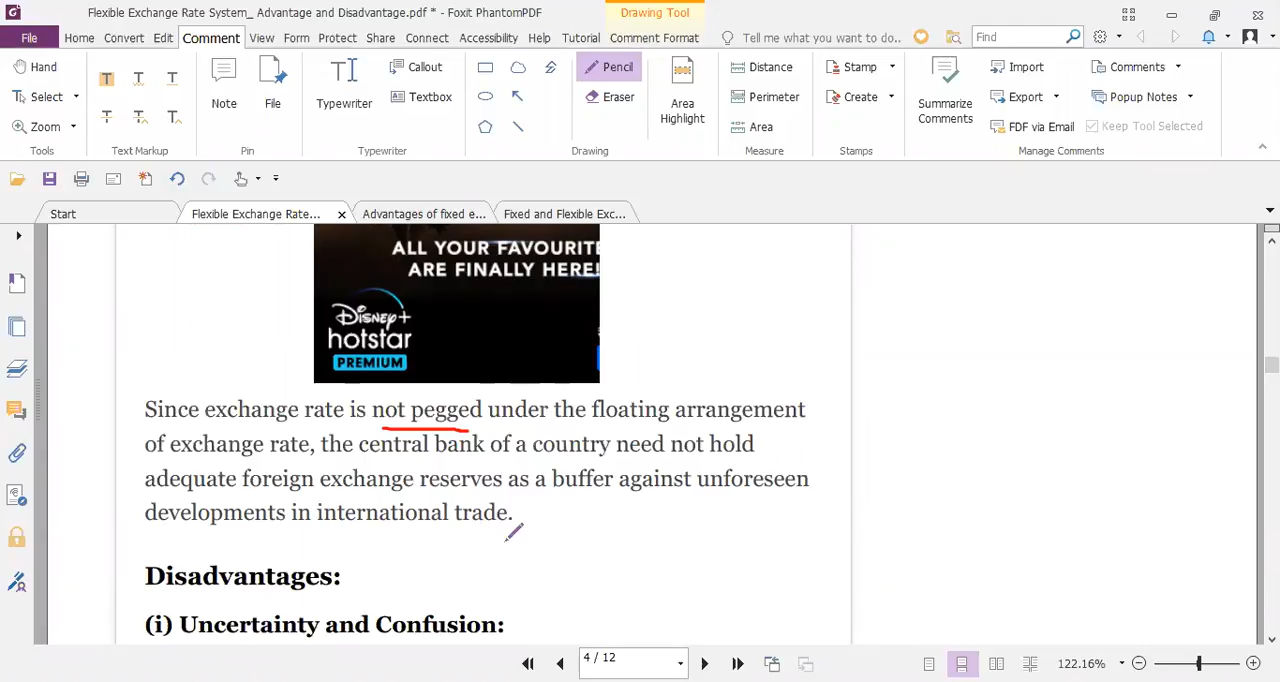 Flexible Exchange Rate System_ Advantage and Disadvantage.pdf * - Foxit PhantomPDF
Drawing Tool
File Home Convert Edit Comment View Form Protect Share Connect Accessibility Help Tutorial Comment Format Tell me what you want to do.. Find
Hand
Select
Zoom
Tools
Text Markup
Note
File
Pin
Typewriter
Callout
Textbox
Typewriter
Pencil
Eraser
Drawing
Area
Highlight
Distance
Perimeter
Area
Measure
Stamp
Create
Stamps
Summarize
Comments
Import
Export
FDF via Email
Comments
Popup Notes
Keep Tool Selected
Manage Comments
Start
Flexible Exchange Rate...
Advantages of fixed e...
Fixed and Flexible Exc...
ALL YOUR FAVOURITE
ARE FINALLY HERE!
Disney+
hotstar
PREMIUM
Since exchange rate is not pegged under the floating arrangement
of exchange rate, the central bank of a country need not hold
adequate foreign exchange reserves as a buffer against unforeseen
developments in international trade.
Disadvantages:
(i) Uncertainty and Confusion:
4 / 12
122.16%